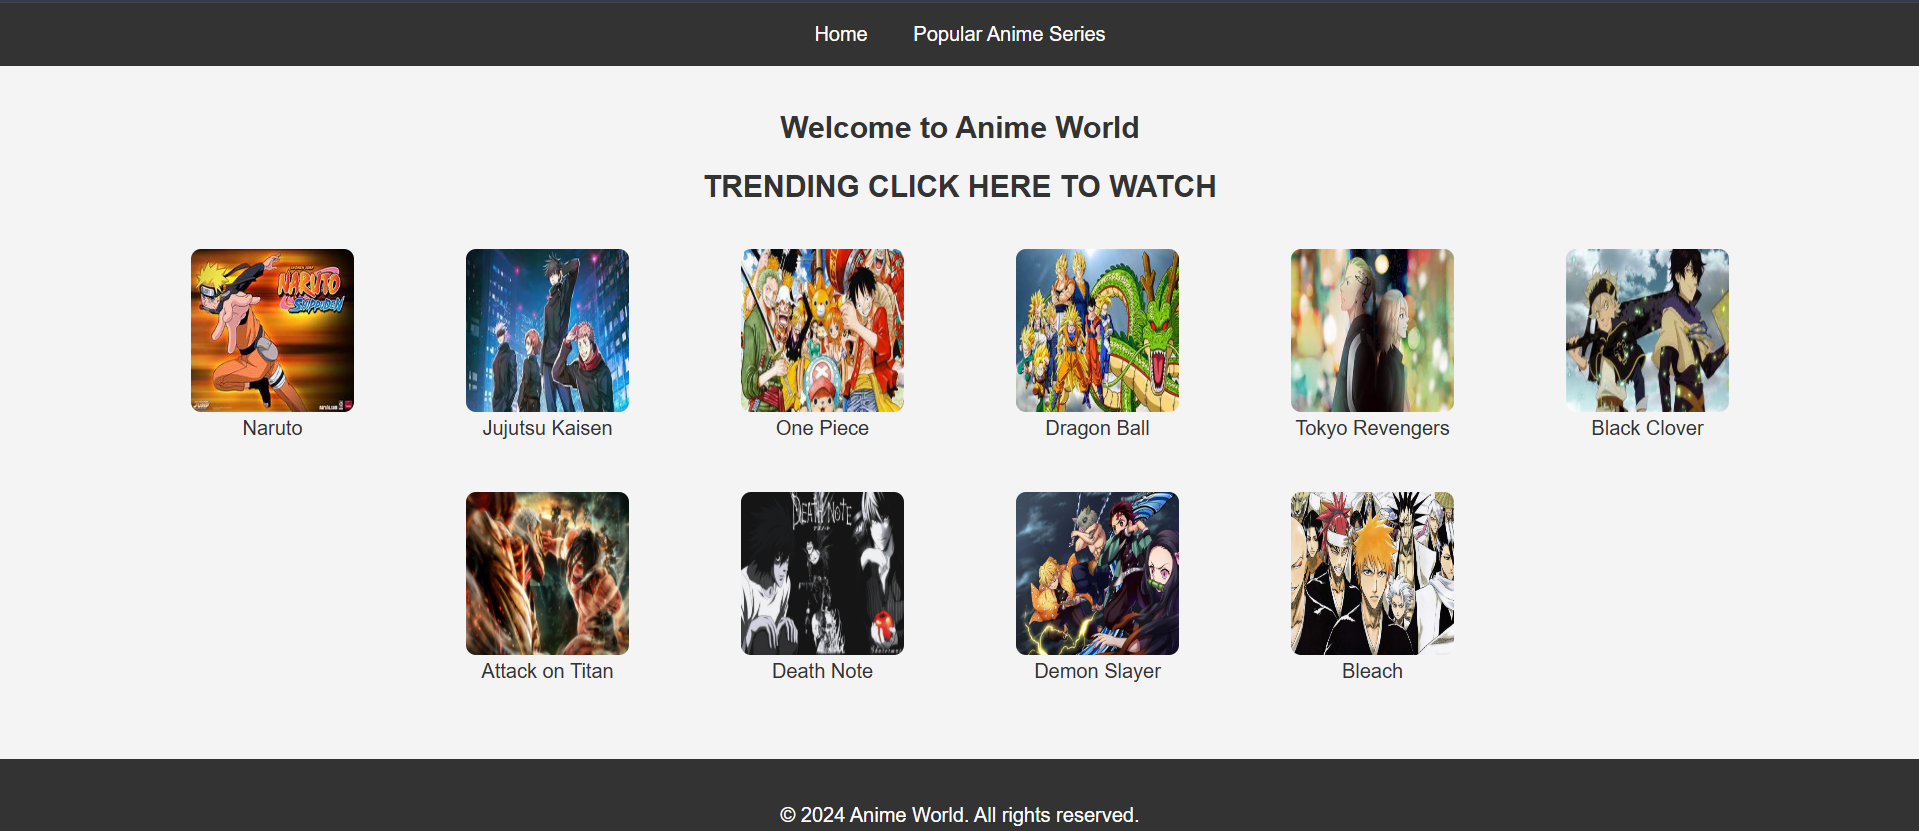 Home Popular Anime Series
Welcome to Anime World
TRENDING CLICK HERE TO WATCH
NARUTO
SHIPPUDEN
naruto.com
Naruto
Jujutsu Kaisen
One Piece
Dragon Ball
Tokyo Revengers
Black Clover
DEATH NOTE
Attack on Titan
Death Note
Demon Slayer
Bleach
© 2024 Anime World. All rights reserved.